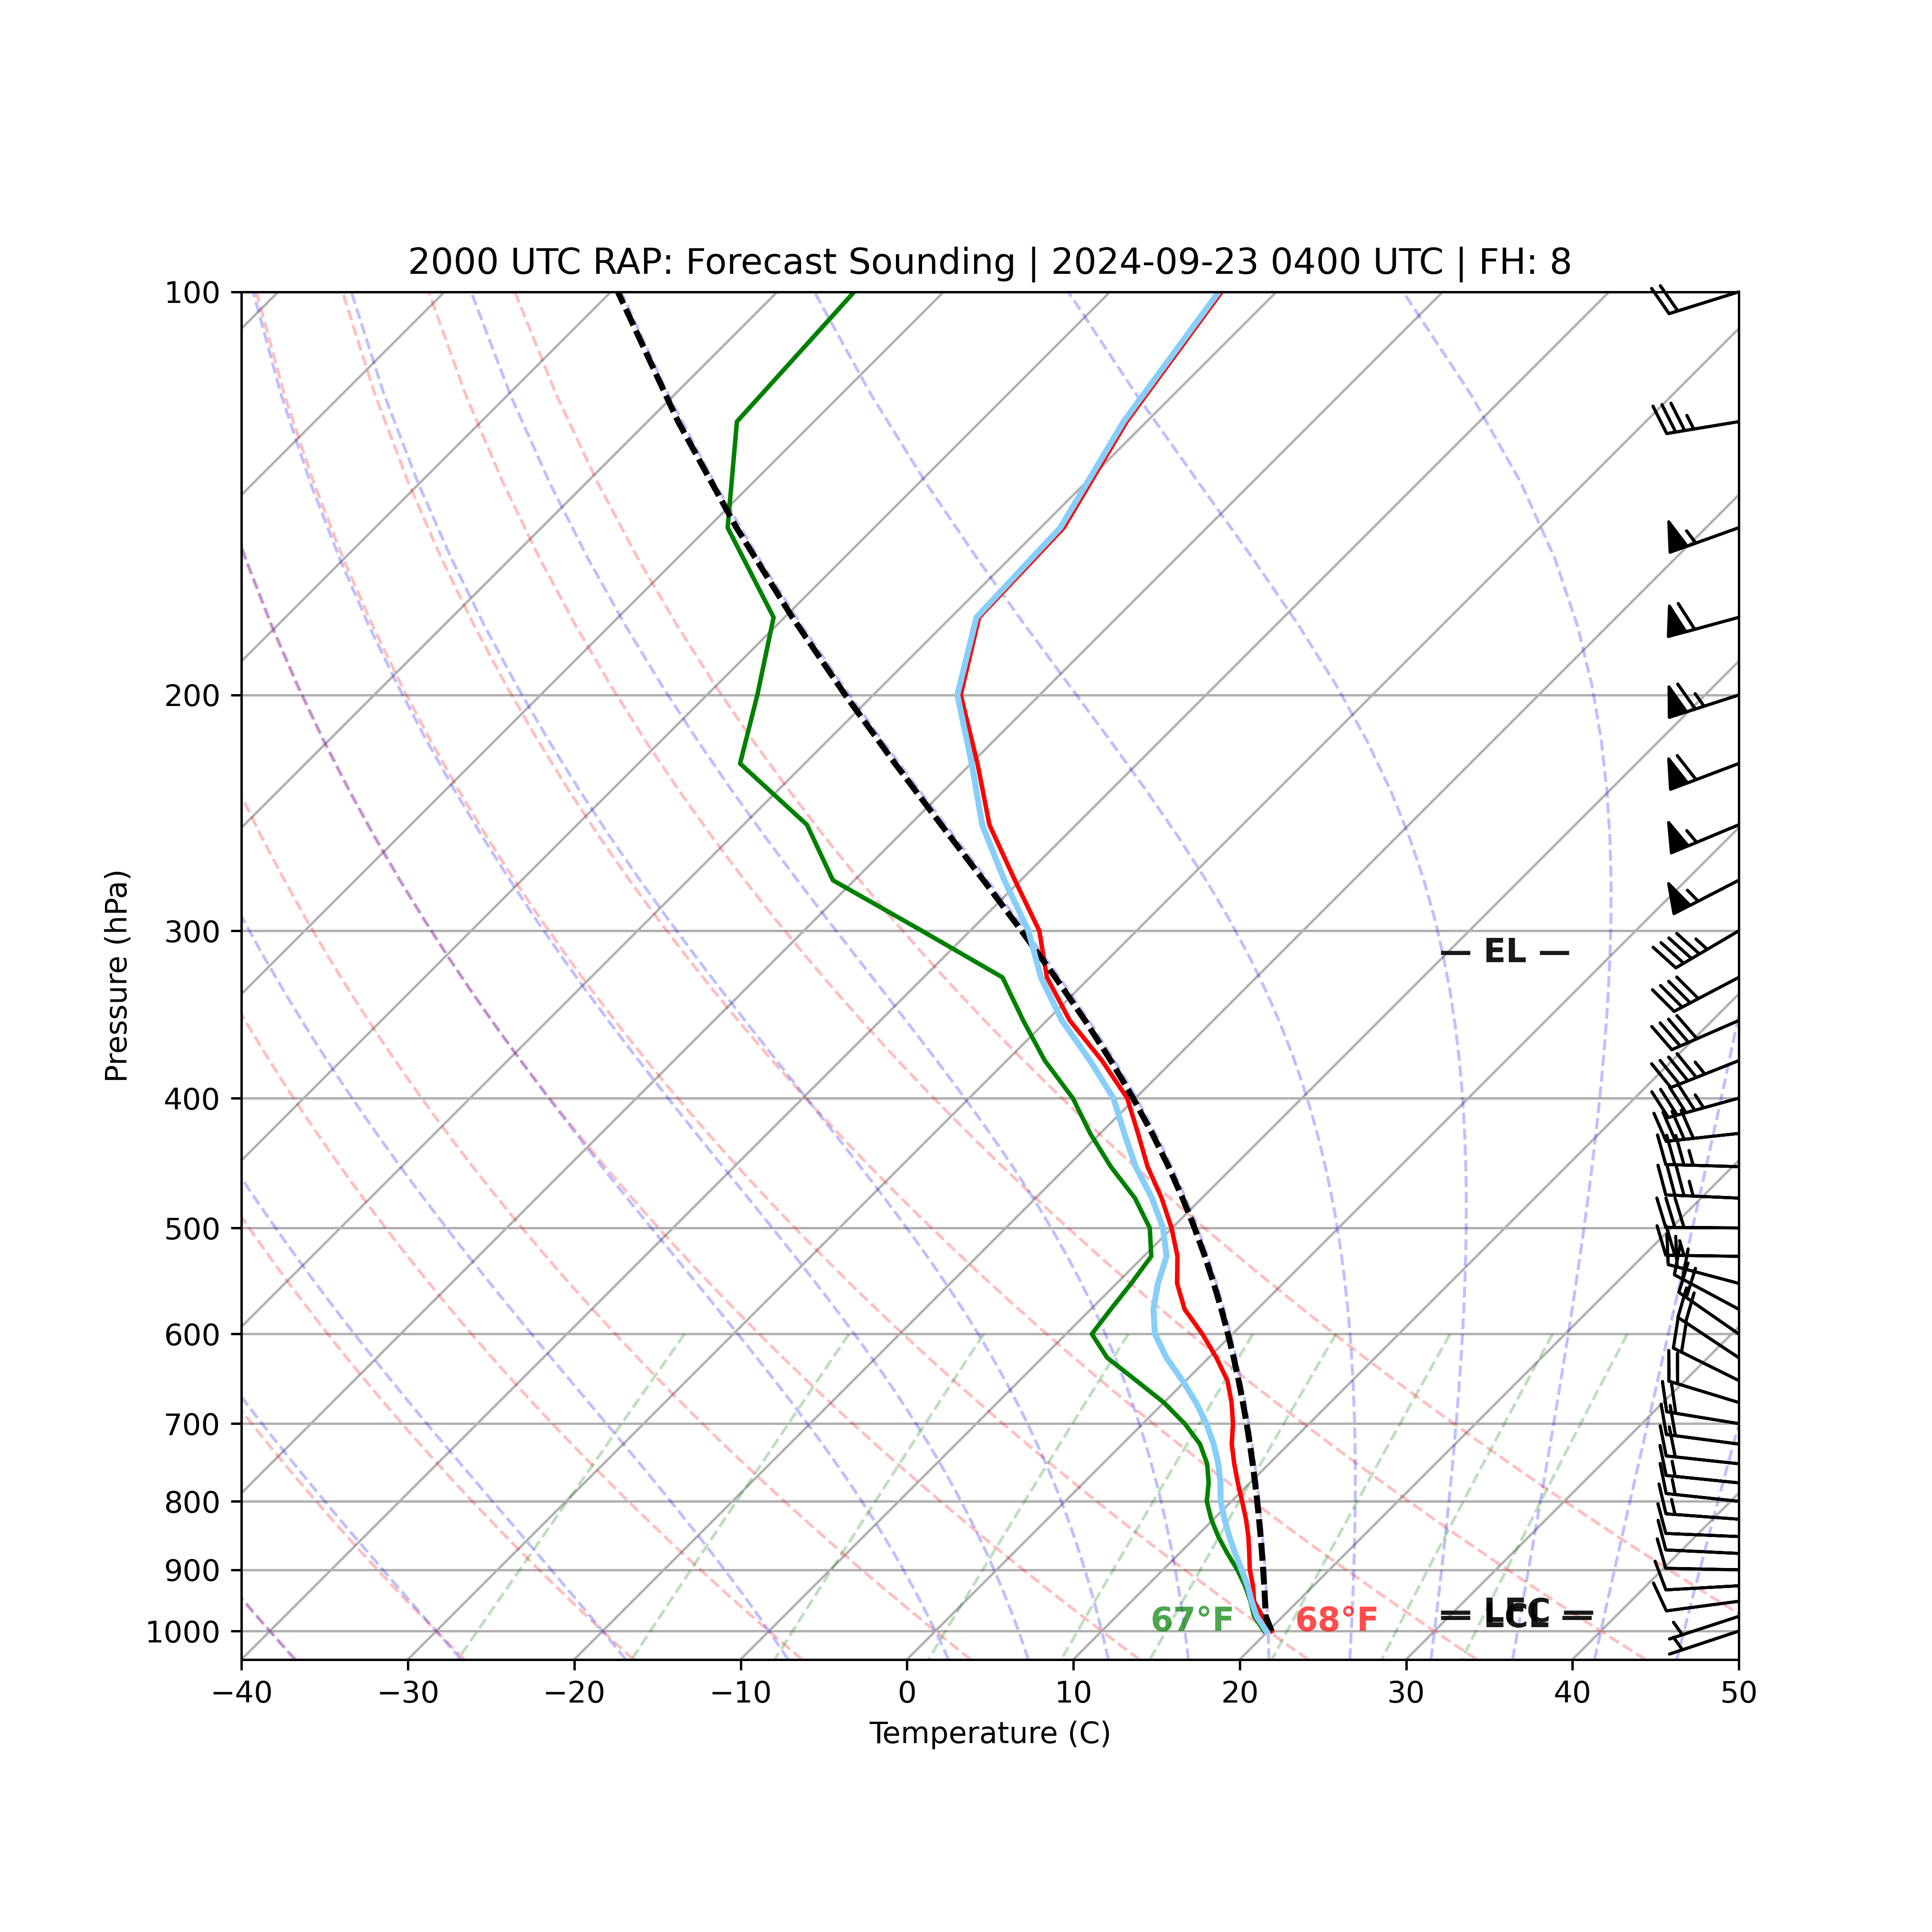 2000 UTC RAP: Forecast Sounding | 2024-09-23 0400 UTC | FH: 8
100
200
300
— EL —
400
500
600
700
800
900
1000
67°F
68°F
Pressure (hPa)
−40 −30 −20 −10 0 10 20 30 40 50
Temperature (C)